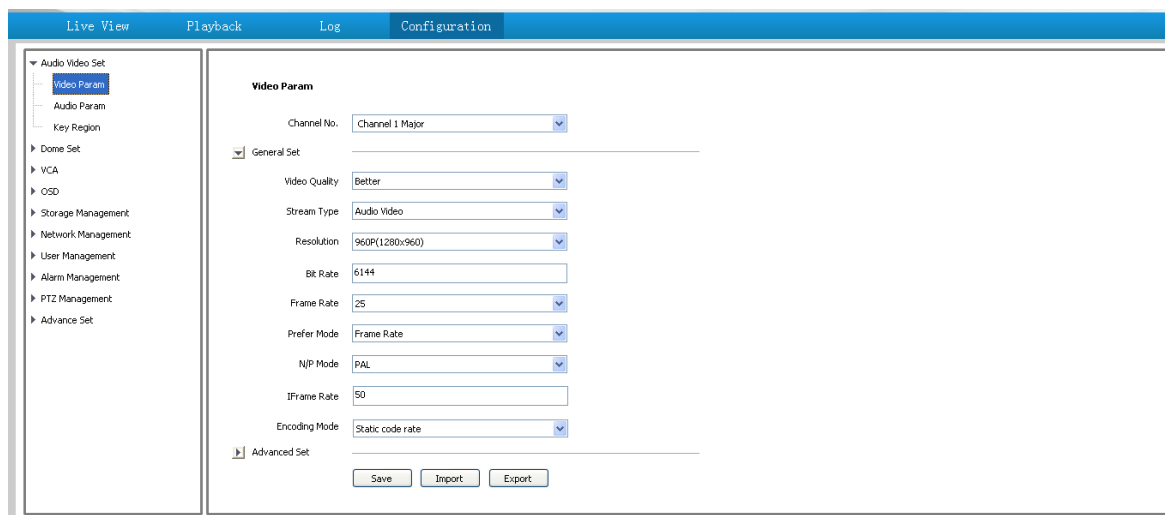 Live View Playback Log Configuration
Audio Video Set
Video Param
Audio Param
Key Region
Dome Set
VCA
OSD
Storage Management
Network Management
User Management
Alarm Management
PTZ Management
Advance Set
Video Param
Channel No. Channel 1 Major
General Set
Video Quality Better
Stream Type Audio Video
Resolution 960P(1280x960)
Bit Rate 6144
Frame Rate 25
Prefer Mode Frame Rate
N/P Mode PAL
IFrame Rate 50
Encoding Mode Static code rate
Advanced Set
Save Import Export